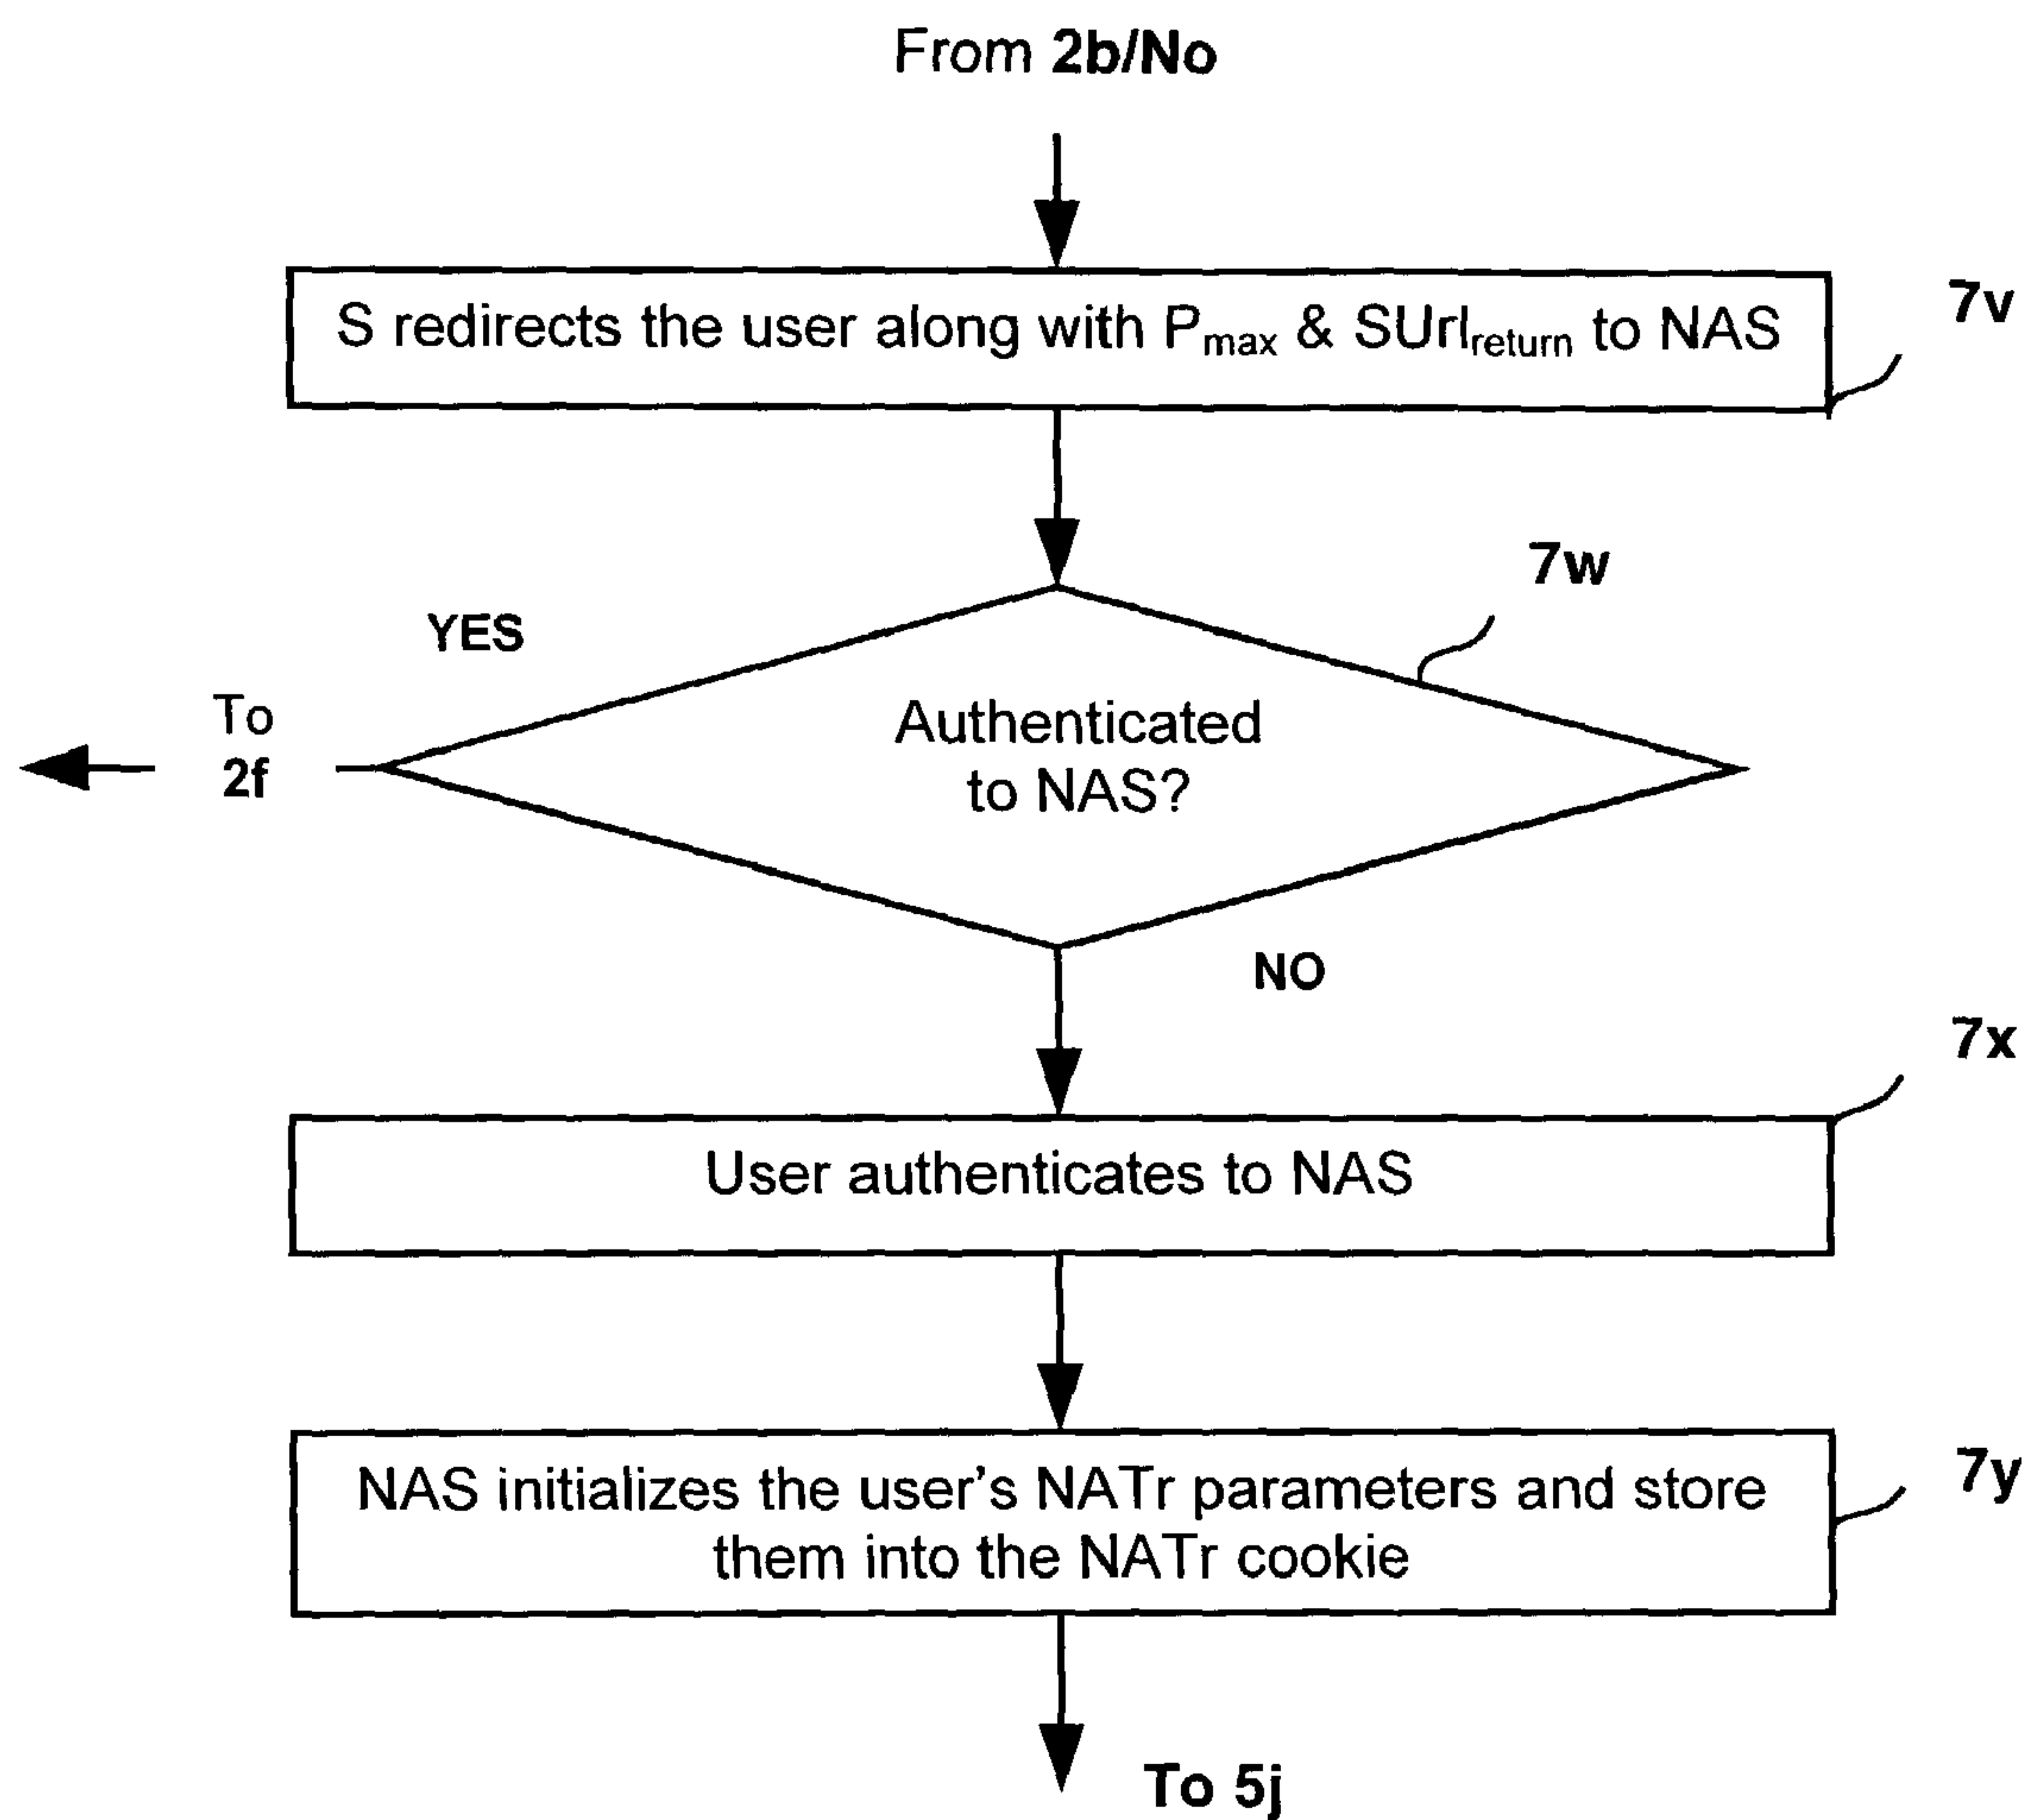 From 2b/No
S redirects the user along with Pmax & SUrlreturn to NAS
7v
7w
YES
To
2f
Authenticated
to NAS?
NO
7x
User authenticates to NAS
NAS initializes the user's NATr parameters and store
them into the NATr cookie
7y
To 5j